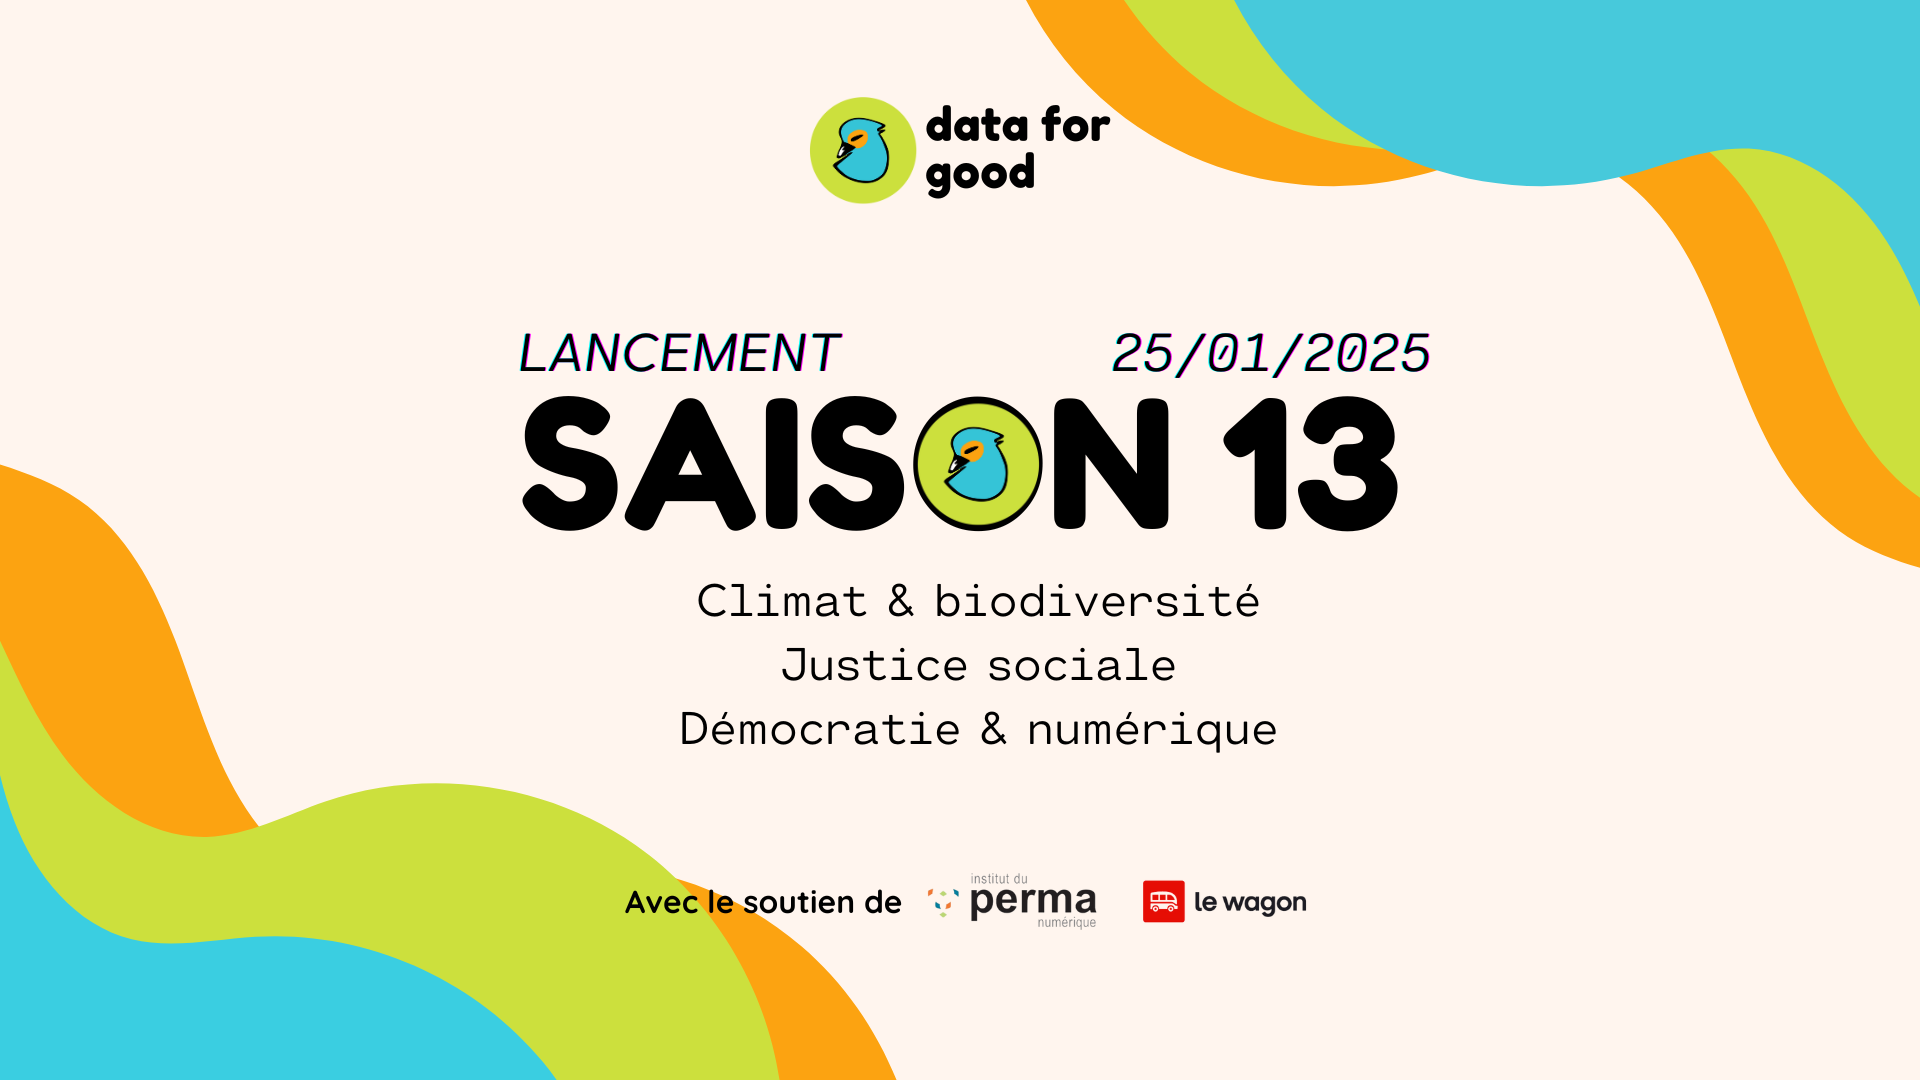 data for
good
LANCEMENT 25/01/2025
SAISON 13
Climat & biodiversité
Justice sociale
Démocratie & numérique
Avec le soutien de
institut du
perma
numérique
le wagon